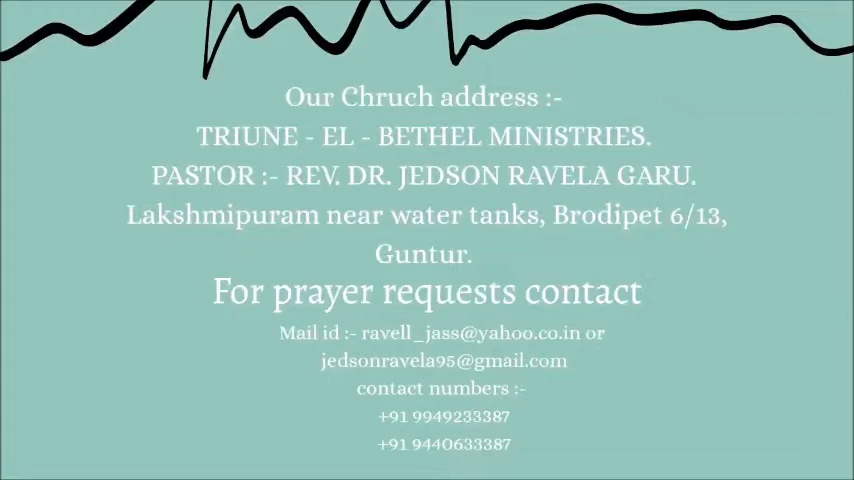 Our Chruch address :-
TRIUNE - EL - BETHEL MINISTRIES.
PASTOR :- REV. DR. JEDSON RAVELA GARU.
Lakshmipuram near water tanks, Brodipet 6/13,
Guntur.
For prayer requests contact
Mail id :- ravell_jass@yahoo.co.in or
jedsonravela95@gmail.com
contact numbers :-
+91 9949233387
+91 9440633387